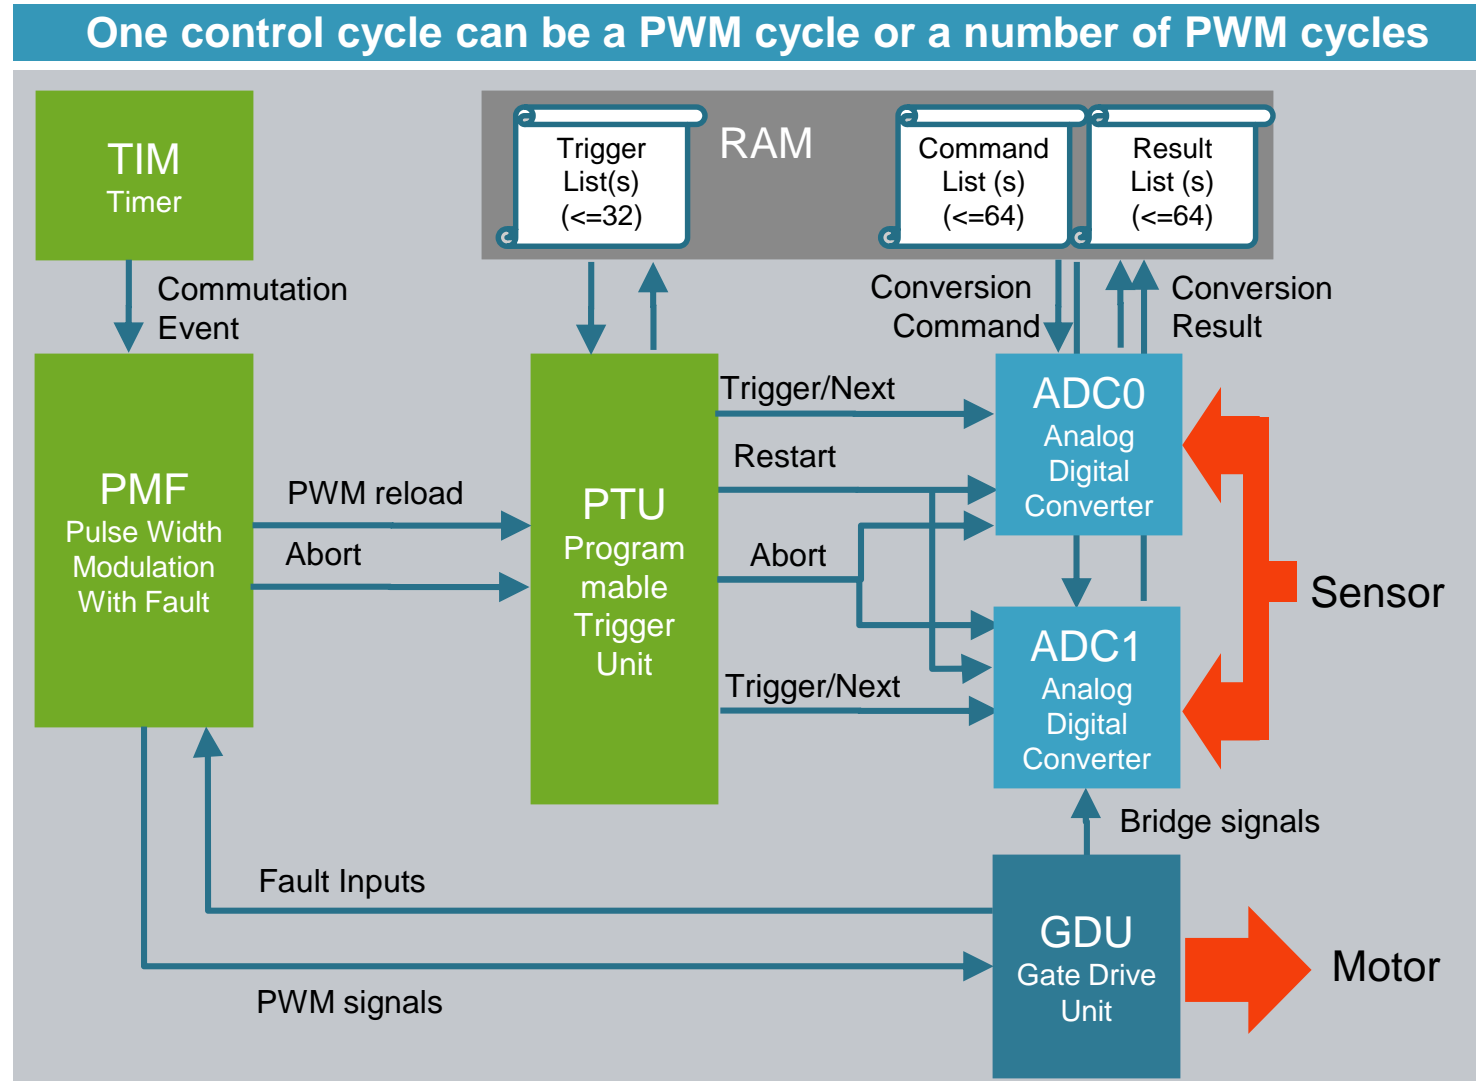 One control cycle can be a PWM cycle or a number of PWM cycles
TIM
Timer
Trigger
List(s)
(<=32)
RAM
Command
List (s)
(<=64)
Result
List (s)
(<=64)
Commutation
Event
Conversion
Command
Conversion
Result
PMF
Pulse Width
Modulation
With Fault
PWM reload
Abort
PTU
Program
mable
Trigger
Unit
Trigger/Next
Restart
Abort
Trigger/Next
ADC0
Analog
Digital
Converter
ADC1
Analog
Digital
Converter
Sensor
Bridge signals
Fault Inputs
PWM signals
GDU
Gate Drive
Unit
Motor